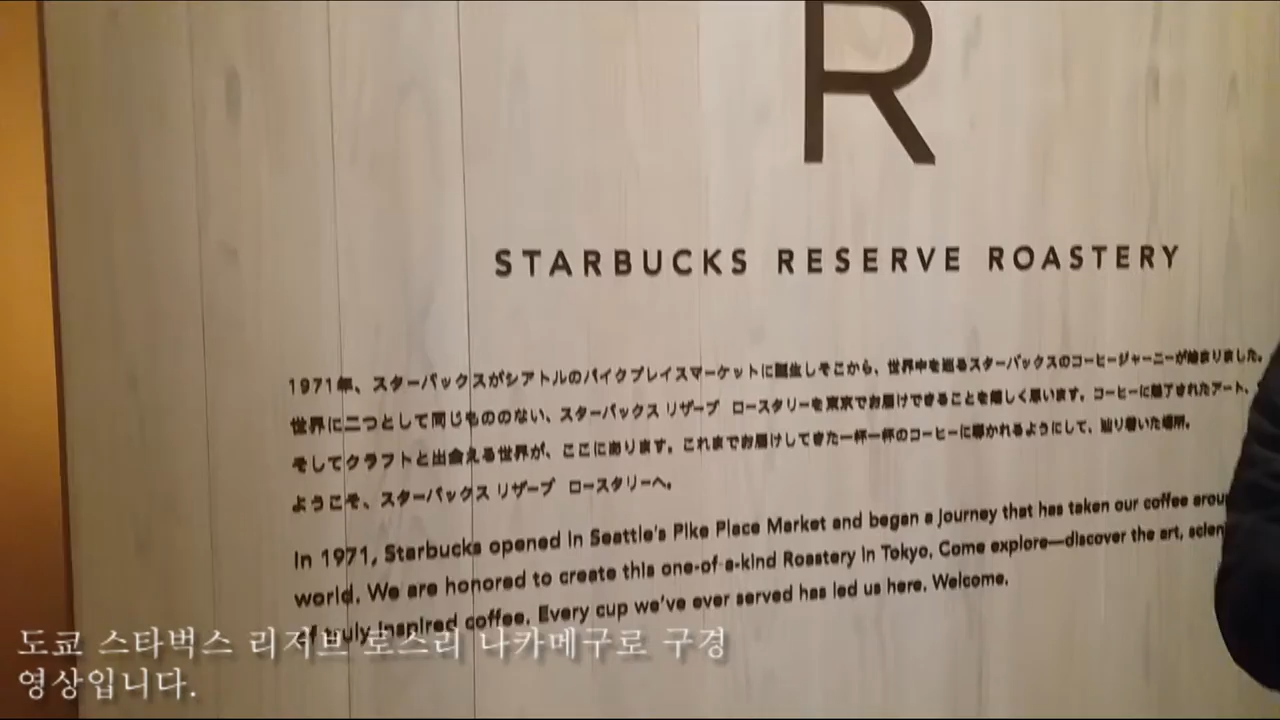 R
STARBUCKS RESERVE ROASTERY
1971年、スターバックスがシアトルのパイクプレイスマーケットに誕生しそこから、世界中を巡るスターバックスのコーヒージャーニーが始まりました。
世界に二つとして同じもののない、スターバックス リザーブ ロースタリーを東京でお届けできることを嬉しく思います。コーヒーに魅了されたアート、
そしてクラフトと出会える世界が、ここにあります。これまでお届けしてきた一杯一杯のコーヒーに導かれるようにして、辿り着いた場所。
ようこそ、スターバックス リザーブ ロースタリーへ。
In 1971, Starbucks opened in Seattle's Pike Place Market and began a journey that has taken our coffee arou
world. We are honored to create this one-of-a-kind Roastery in Tokyo. Come explore—discover the art, scien
of truly inspired coffee. Every cup we've ever served has led us here. Welcome.
도쿄 스타벅스 리저브 로스리 나카메구로 구경
영상입니다.